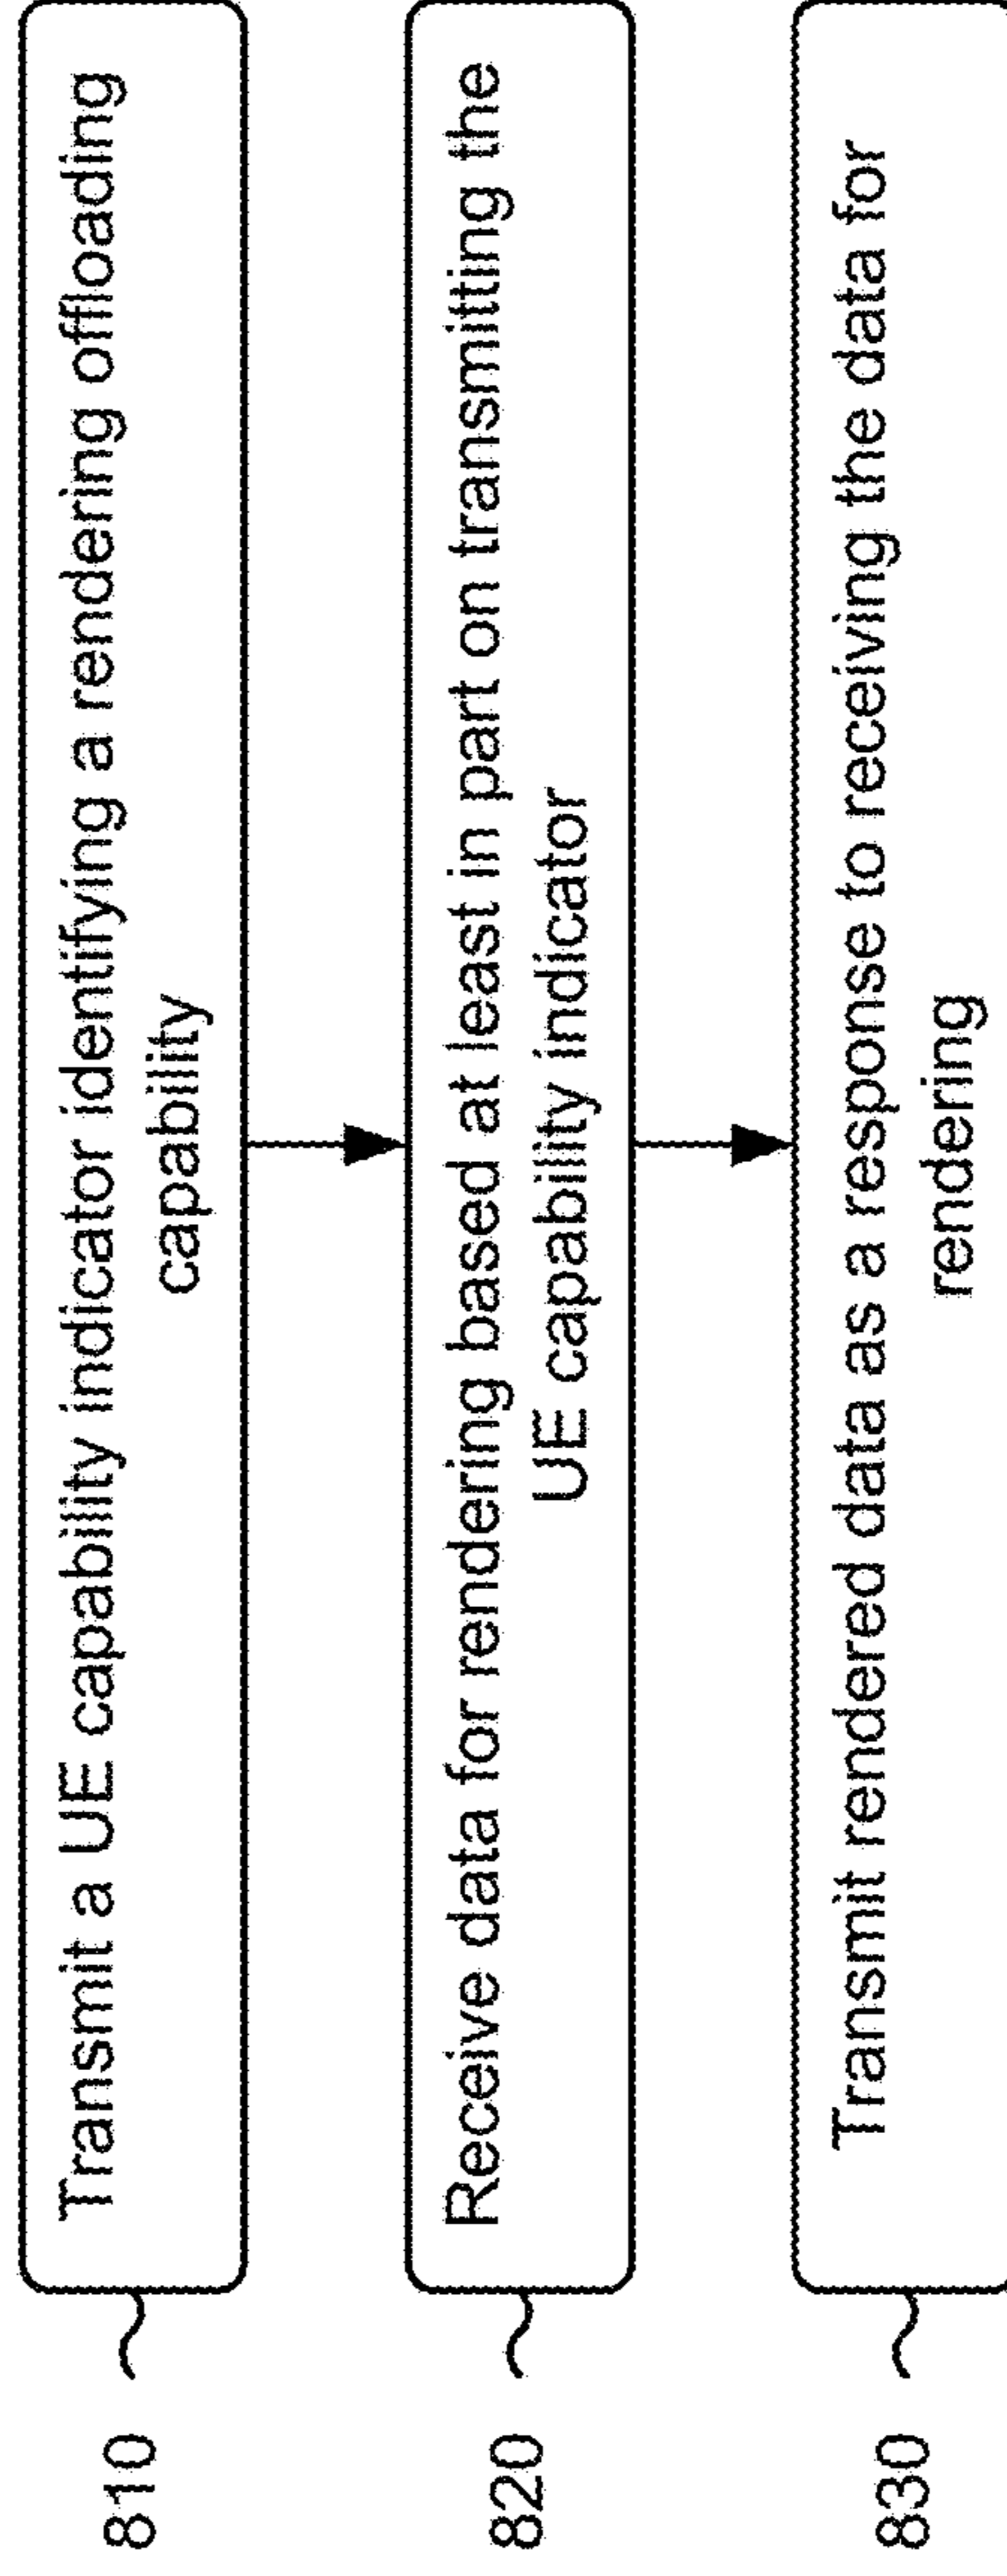 810
Transmit a UE capability indicator identifying a rendering offloading
capability
820
Receive data for rendering based at least in part on transmitting the
UE capability indicator
830
Transmit rendered data as a response to receiving the data for
rendering